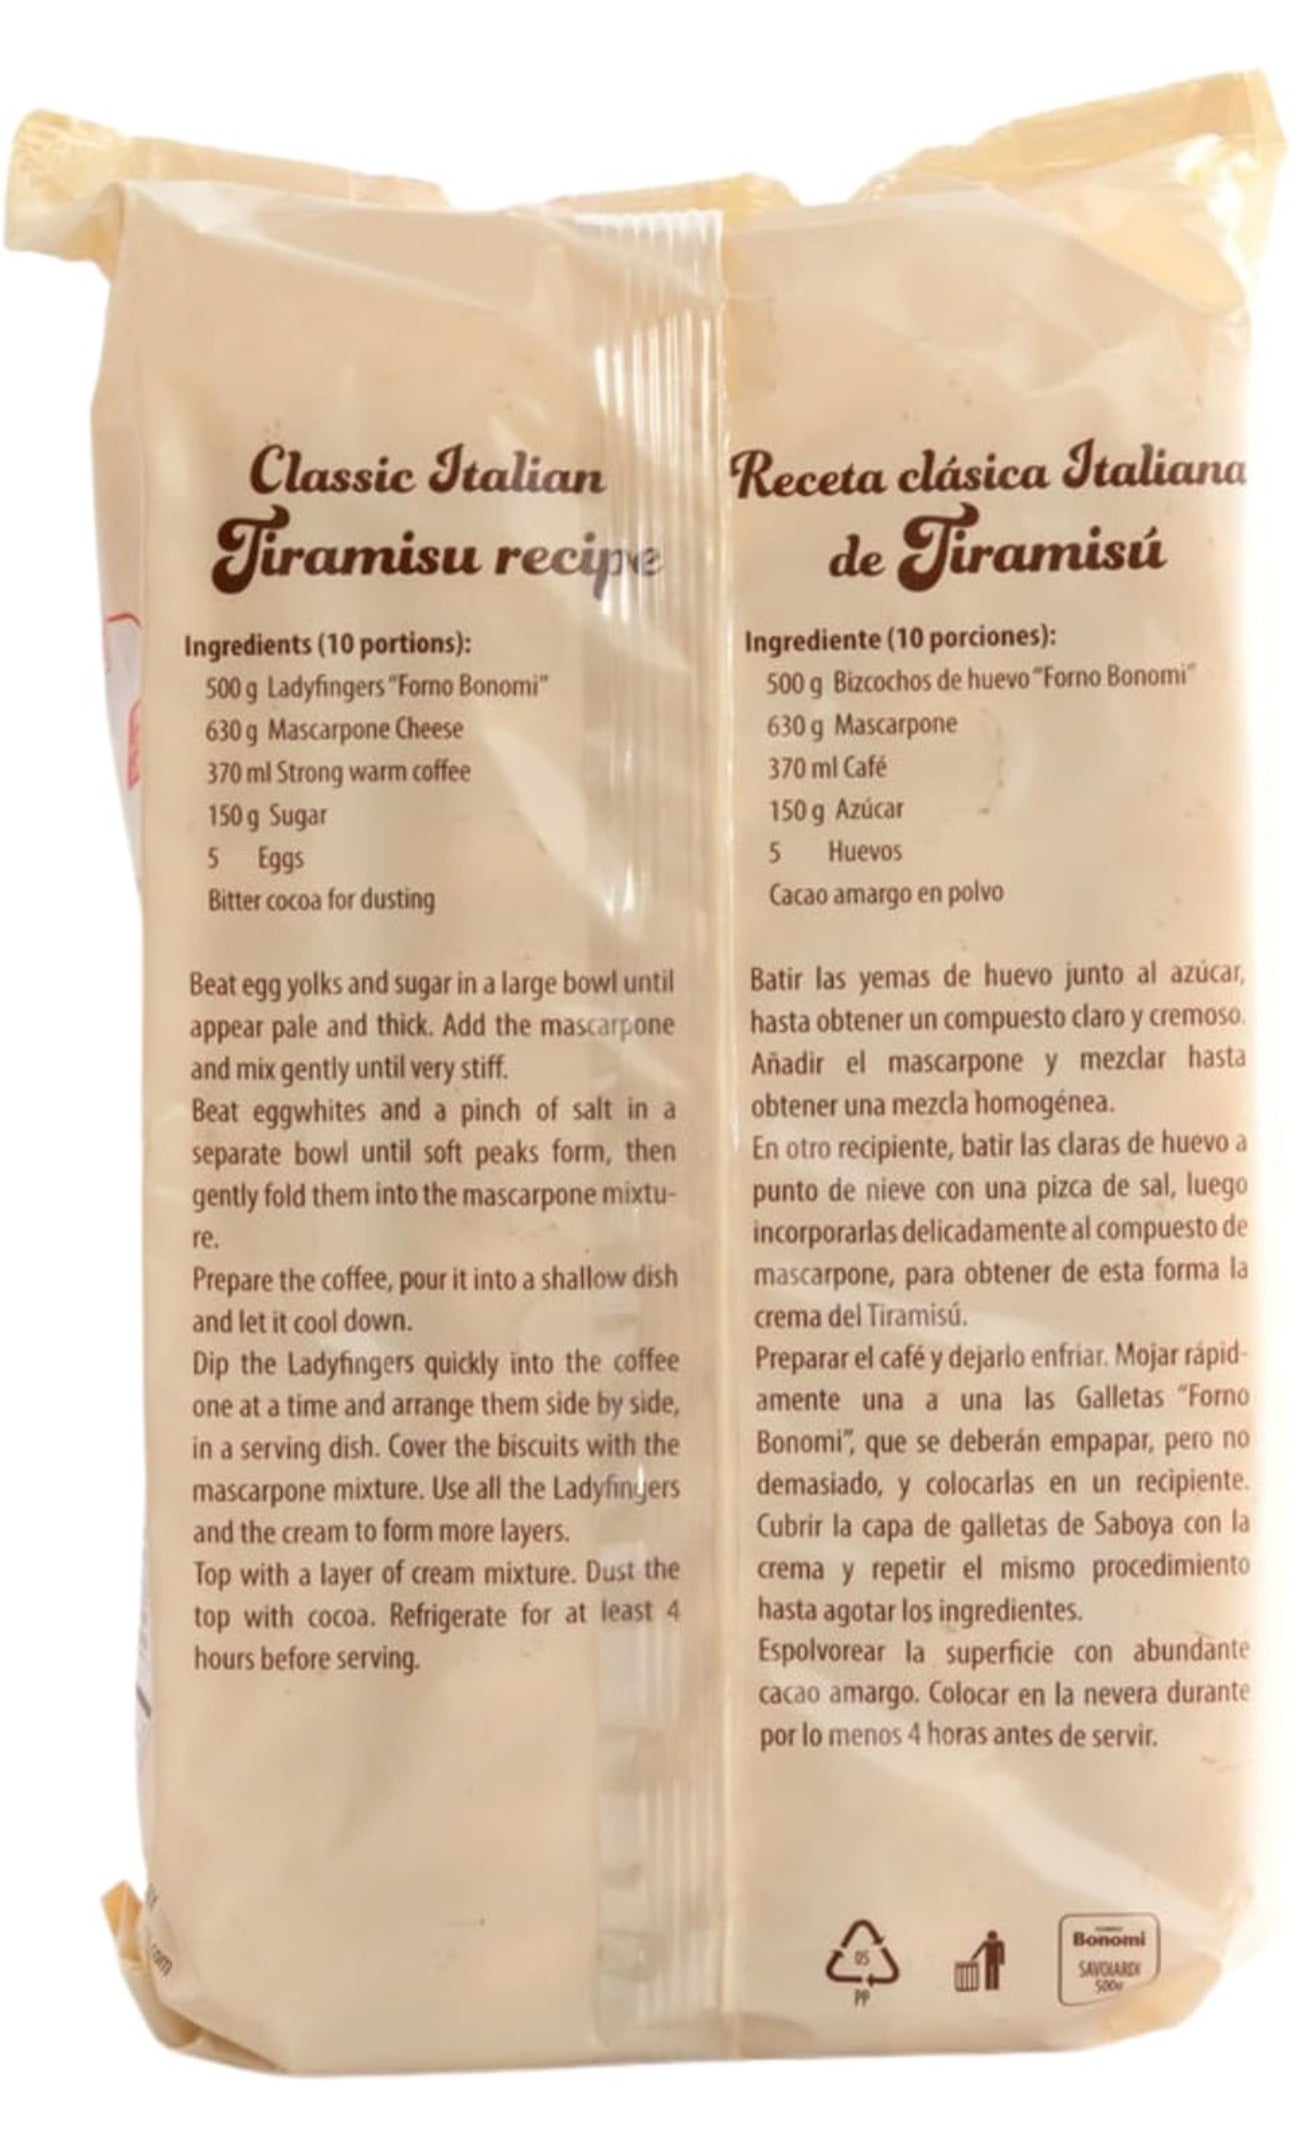 Classic Italian
Tiramisu recipe
Ingredients (10 portions):
500 g Ladyfingers "Forno Bonomi"
630 g Mascarpone Cheese
370 ml Strong warm coffee
150 g Sugar
5 Eggs
Bitter cocoa for dusting
Beat egg yolks and sugar in a large bowl until
appear pale and thick. Add the mascarpone
and mix gently until very stiff.
Beat eggwhites and a pinch of salt in a
separate bowl until soft peaks form, then
gently fold them into the mascarpone mixtu-
re.
Prepare the coffee, pour it into a shallow dish
and let it cool down.
Dip the Ladyfingers quickly into the coffee
one at a time and arrange them side by side,
in a serving dish. Cover the biscuits with the
mascarpone mixture. Use all the Ladyfingers
and the cream to form more layers.
Top with a layer of cream mixture. Dust the
top with cocoa. Refrigerate for at least 4
hours before serving.
Receta clásica Italiana
de Tiramisú
Ingrediente (10 porciones):
500 g Bizcochos de huevo "Forno Bonomi"
630 g Mascarpone
370 ml Café
150 g Azúcar
5 Huevos
Cacao amargo en polvo
Batir las yemas de huevo junto al azúcar,
hasta obtener un compuesto claro y cremoso.
Añadir el mascarpone y mezclar hasta
obtener una mezcla homogénea.
En otro recipiente, batir las claras de huevo a
punto de nieve con una pizca de sal, luego
incorporarlas delicadamente al compuesto de
mascarpone, para obtener de esta forma la
crema del Tiramisú.
Preparar el café y dejarlo enfriar. Mojar rápid-
amente una a una las Galletas "Forno
Bonomi", que se deberán empapar, pero no
demasiado, y colocarlas en un recipiente.
Cubrir la capa de galletas de Saboya con la
crema y repetir el mismo procedimiento
hasta agotar los ingredientes.
Espolvorear la superficie con abundante
cacao amargo. Colocar en la nevera durante
por lo menos 4 horas antes de servir.
05
PP
Bonomi
SAVOIARDI
500g